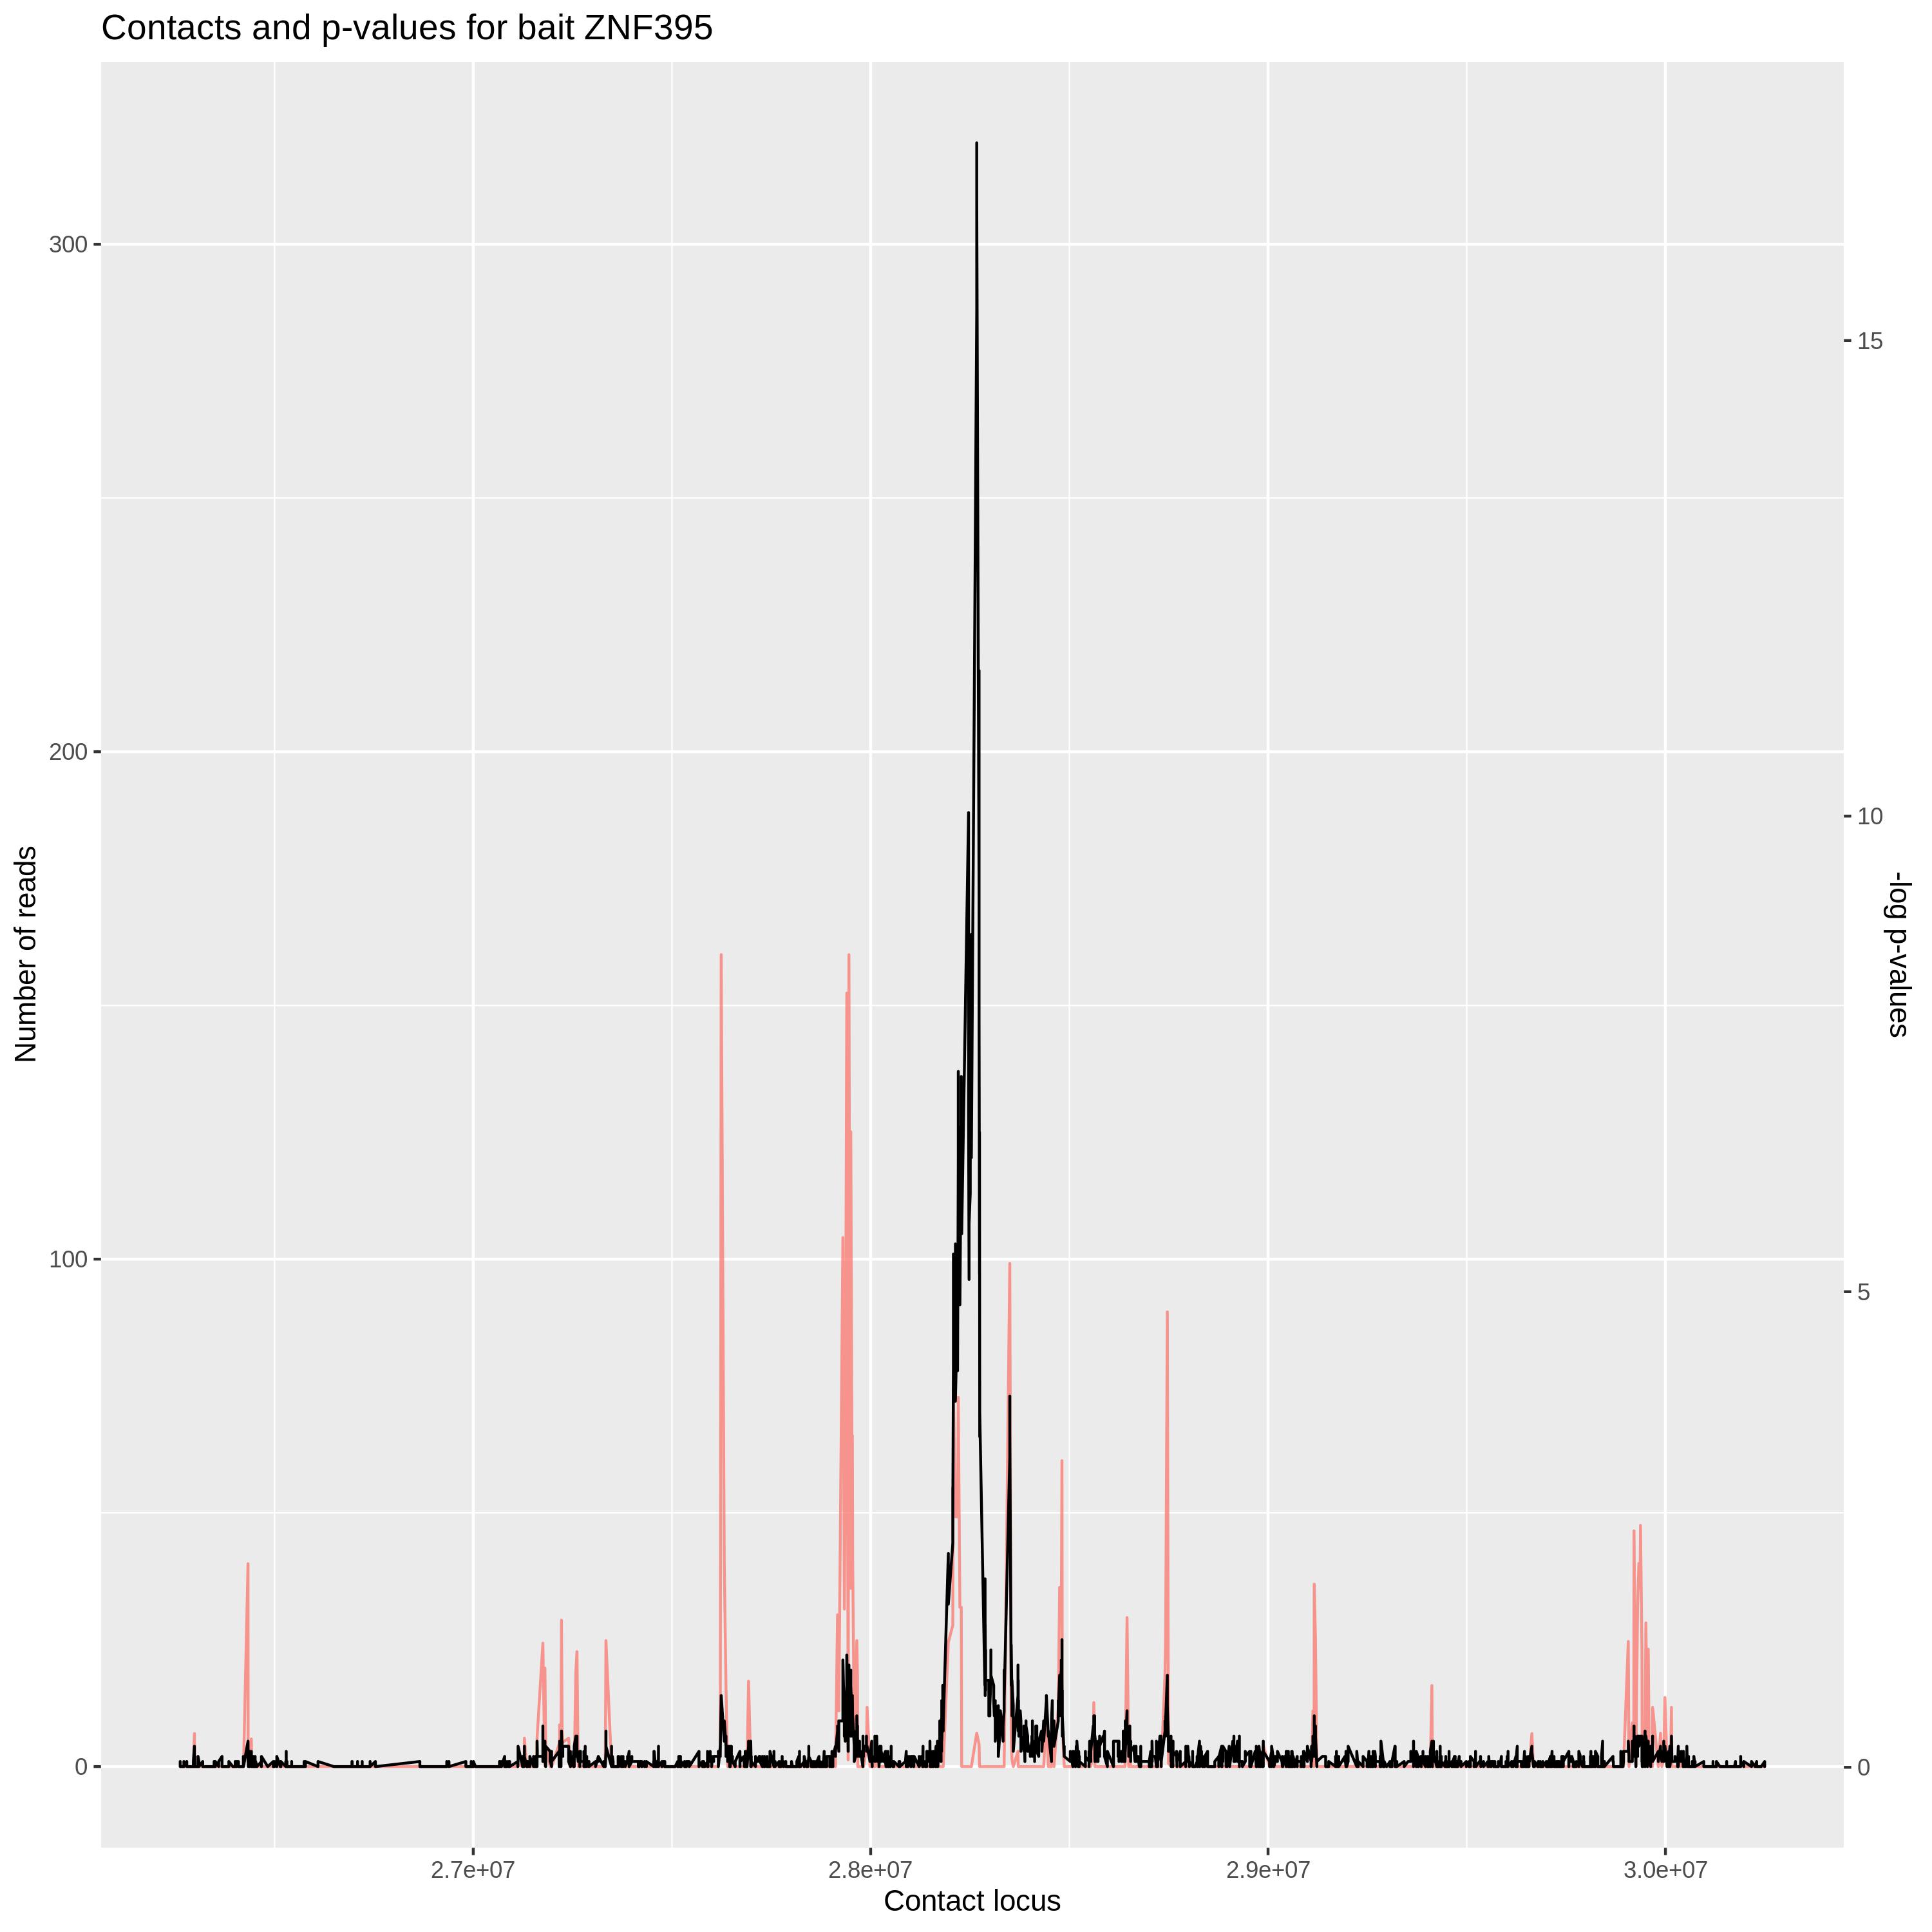 Contacts and p-values for bait ZNF395
300
200
100
0
Number of reads
15
10
5
0
-log p-values
2.7e+07
2.8e+07
2.9e+07
3.0e+07
Contact locus